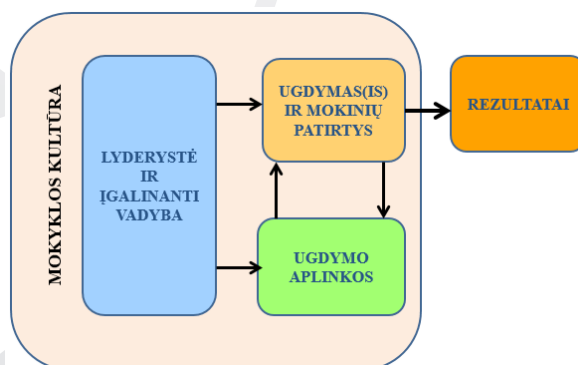 MOKYKLOS KULTŪRA
LYDERYSTĖ
IR
ĮGALINANTI
VADYBA
UGDYMAS(IS)
IR MOKINIŲ
PATIRTYS
UGDYMO
APLINKOS
REZULTATAI